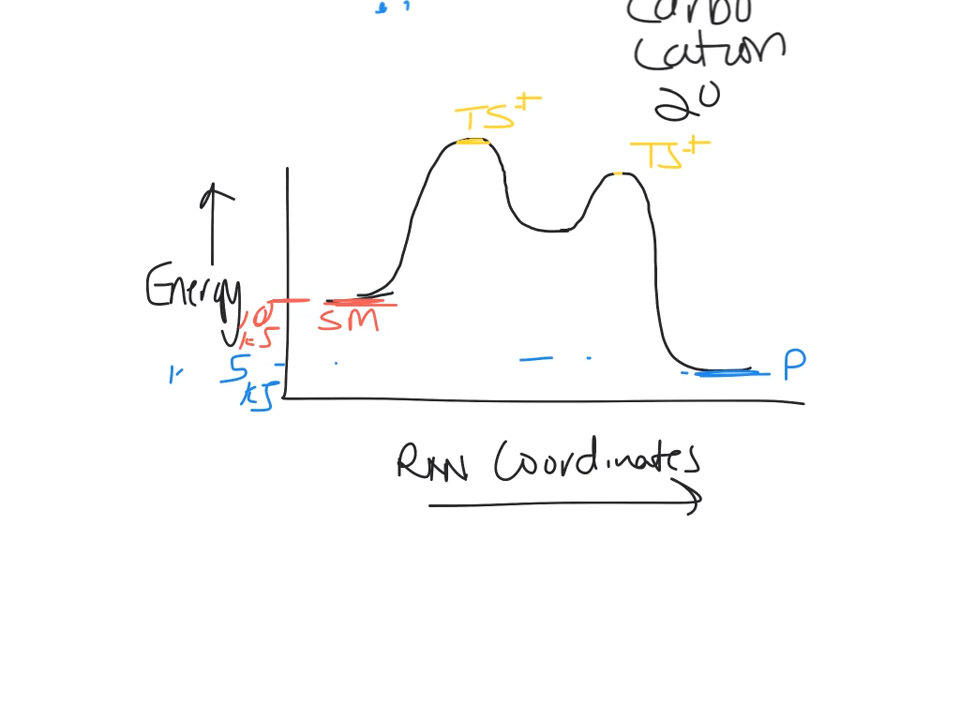 Carbo
Cation
2°
TS‡
TS‡
Energy
10
kJ
SM
5
kJ
P
RXN Coordinates